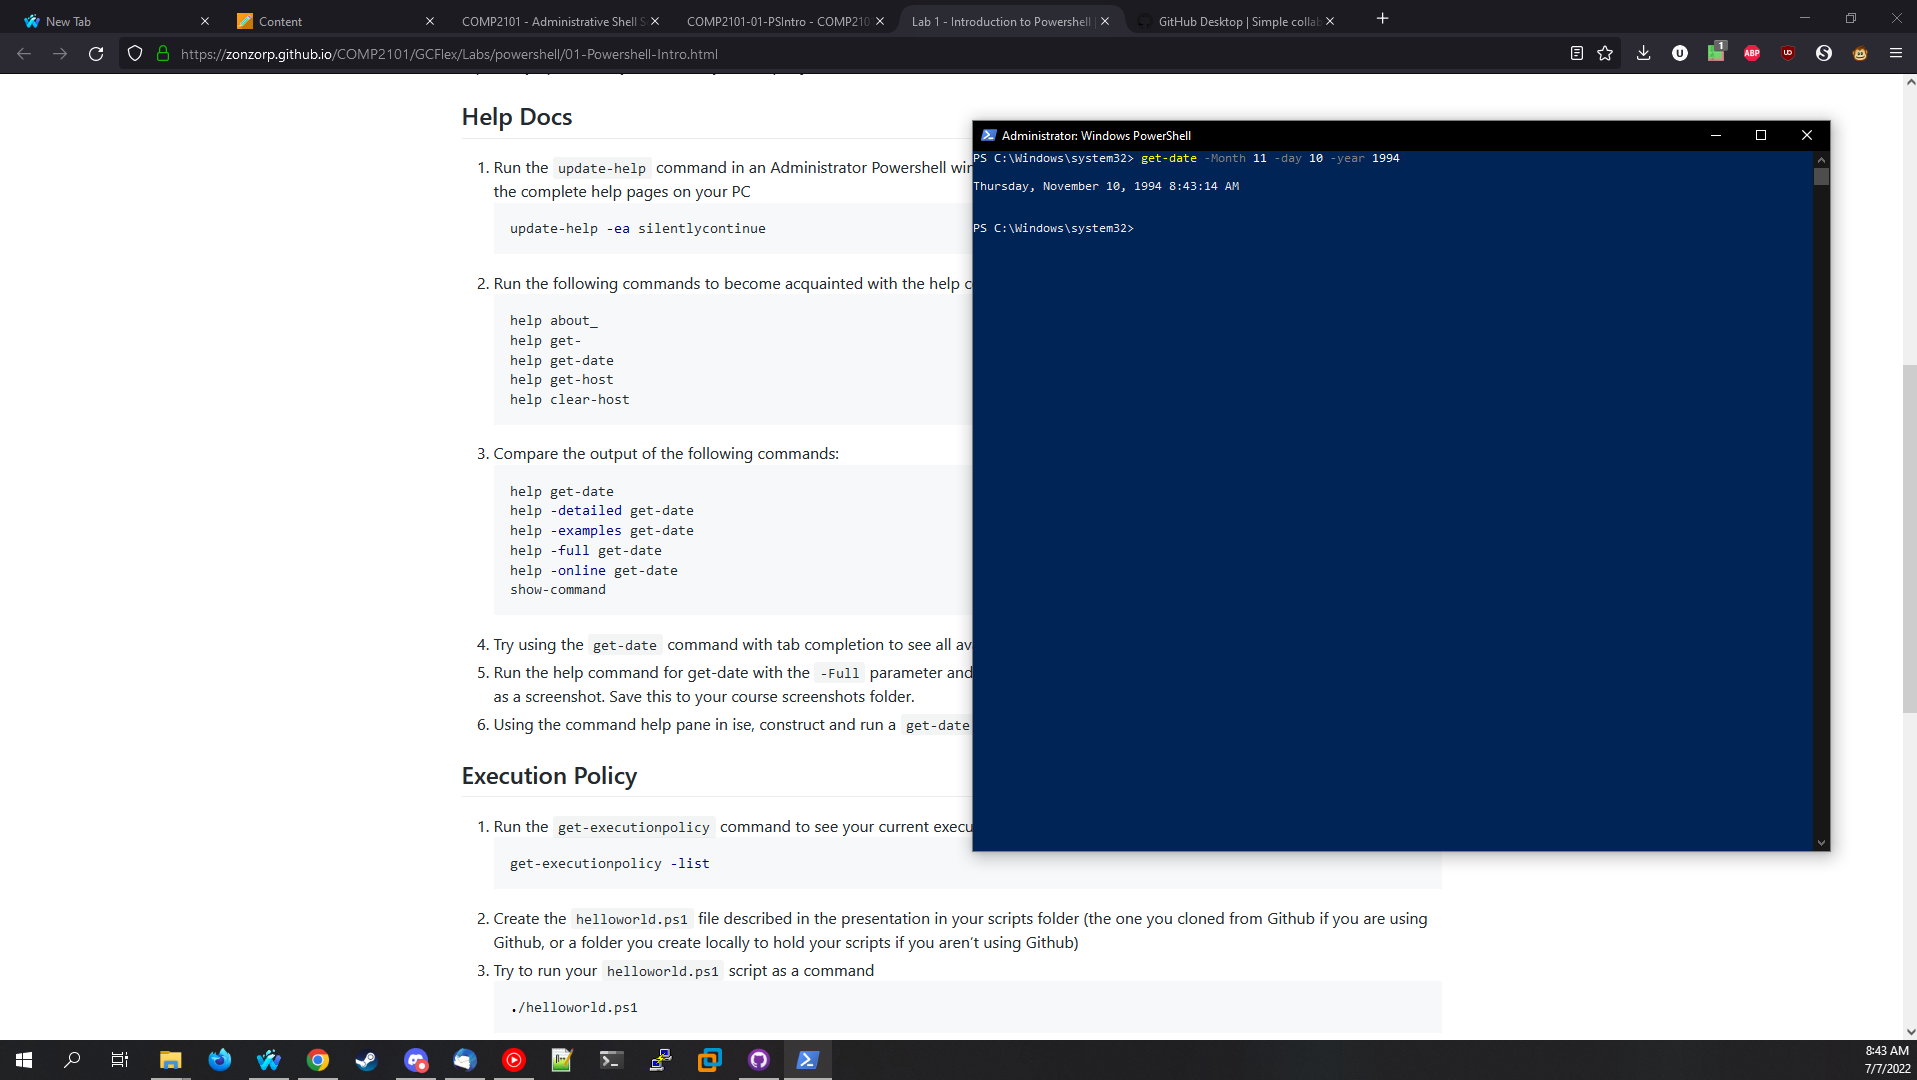 New Tab
Content
COMP2101 - Administrative Shell S
COMP2101-01-PSIntro - COMP210
Lab 1 - Introduction to Powershell
GitHub Desktop | Simple collab
https://zonzorp.github.io/COMP2101/GCFlex/Labs/powershell/01-Powershell-Intro.html
1
ABP
Help Docs
1. Run the update-help command in an Administrator Powershell win
the complete help pages on your PC
update-help -ea silentlycontinue
2. Run the following commands to become acquainted with the help c
help about_
help get-
help get-date
help get-host
help clear-host
3. Compare the output of the following commands:
help get-date
help -detailed get-date
help -examples get-date
help -full get-date
help -online get-date
show-command
4. Try using the get-date command with tab completion to see all av
5. Run the help command for get-date with the -Full parameter and
as a screenshot. Save this to your course screenshots folder.
6. Using the command help pane in ise, construct and run a get-date
Execution Policy
1. Run the get-executionpolicy command to see your current execu
get-executionpolicy -list
2. Create the helloworld.ps1 file described in the presentation in your scripts folder (the one you cloned from Github if you are using
Github, or a folder you create locally to hold your scripts if you aren’t using Github)
3. Try to run your helloworld.ps1 script as a command
./helloworld.ps1
Administrator: Windows PowerShell
PS C:\Windows\system32> get-date -Month 11 -day 10 -year 1994
Thursday, November 10, 1994 8:43:14 AM
PS C:\Windows\system32>
8:43 AM
7/7/2022